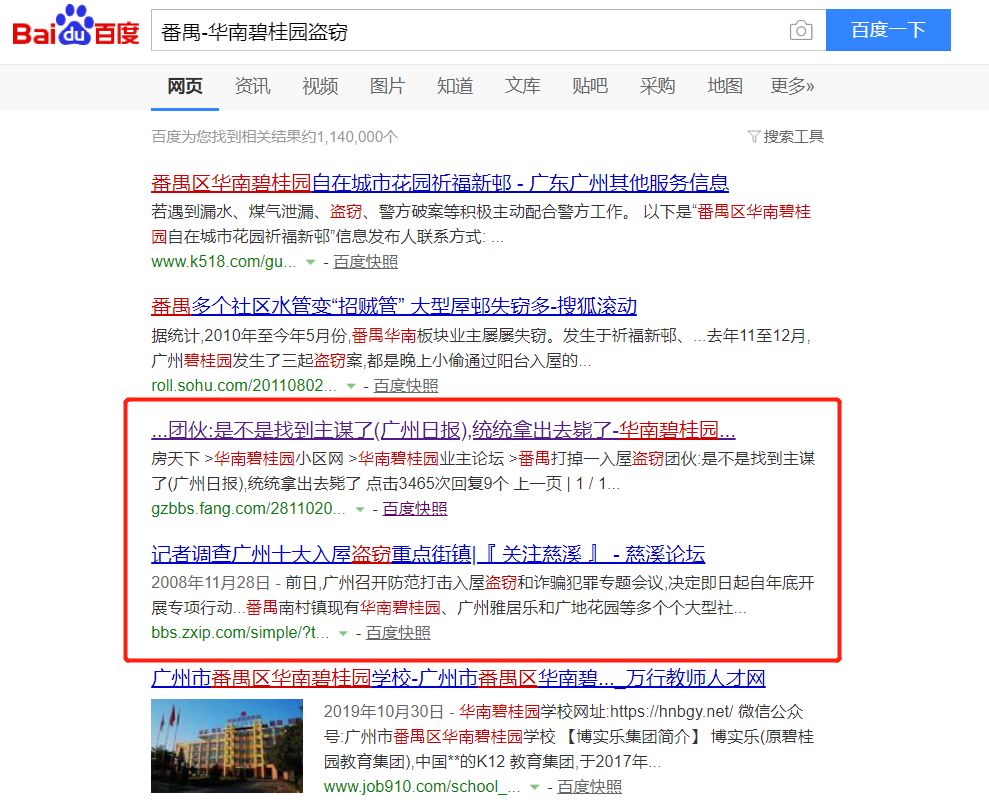 Bai du 百度
番禺-华南碧桂园盗窃
百度一下
网页 资讯 视频 图片 知道 文库 贴吧 采购 地图 更多»
百度为您找到相关结果约1,140,000个
搜索工具
番禺区华南碧桂园自在城市花园祈福新邨 - 广东广州其他服务信息
若遇到漏水、煤气泄漏、盗窃、警方破案等积极主动配合警方工作。 以下是“番禺区华南碧桂
园自在城市花园祈福新邨”信息发布人联系方式: ...
www.k518.com/gu... - 百度快照
番禺多个社区水管变“招贼管” 大型屋邨失窃多-搜狐滚动
据统计,2010年至今年5月份,番禺华南板块业主屡屡失窃。发生于祈福新邨、...去年11至12月,
广州碧桂园发生了三起盗窃案,都是晚上小偷通过阳台入屋的...
roll.sohu.com/20110802... - 百度快照
...团伙:是不是找到主谋了(广州日报),统统拿出去毙了-华南碧桂园...
房天下 >华南碧桂园小区网 >华南碧桂园业主论坛 >番禺打掉一入屋盗窃团伙:是不是找到主谋
了(广州日报),统统拿出去毙了 点击3465次回复9个 上一页 | 1 / 1...
gzbbs.fang.com/2811020... - 百度快照
记者调查广州十大入屋盗窃重点街镇|『 关注慈溪 』 - 慈溪论坛
2008年11月28日 - 前日,广州召开防范打击入屋盗窃和诈骗犯罪专题会议,决定即日起自年底开
展专项行动...番禺南村镇现有华南碧桂园、广州雅居乐和广地花园等多个个大型社...
bbs.zxip.com/simple/?t... - 百度快照
广州市番禺区华南碧桂园学校-广州市番禺区华南碧..._万行教师人才网
2019年10月30日 - 华南碧桂园学校网址:https://hnbgy.net/ 微信公众
号:广州市番禺区华南碧桂园学校 【博实乐集团简介】 博实乐(原碧桂
园教育集团),中国**的K12 教育集团,于2017年...
www.job910.com/school_... - 百度快照